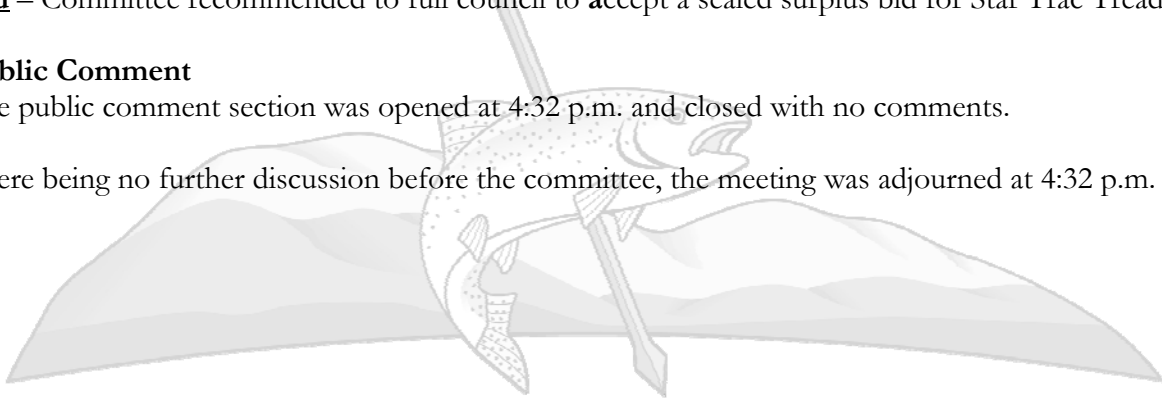 – Committee recommended to full council to accept a sealed surplus bid for Star Trac Tread
blic Comment
e public comment section was opened at 4:32 p.m. and closed with no comments.
ere being no further discussion before the committee, the meeting was adjourned at 4:32 p.m.